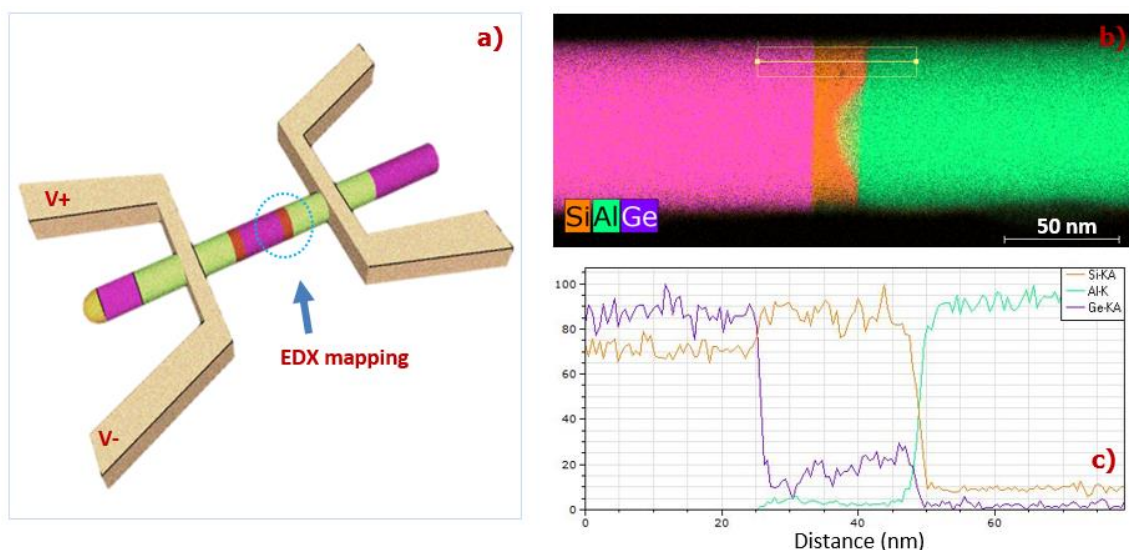 a)
V+
V-
EDX mapping
b)
SiAlGe
50 nm
c)
Si-KA
Al-K
Ge-KA
100
80
60
40
20
0
0 20 40 60
Distance (nm)